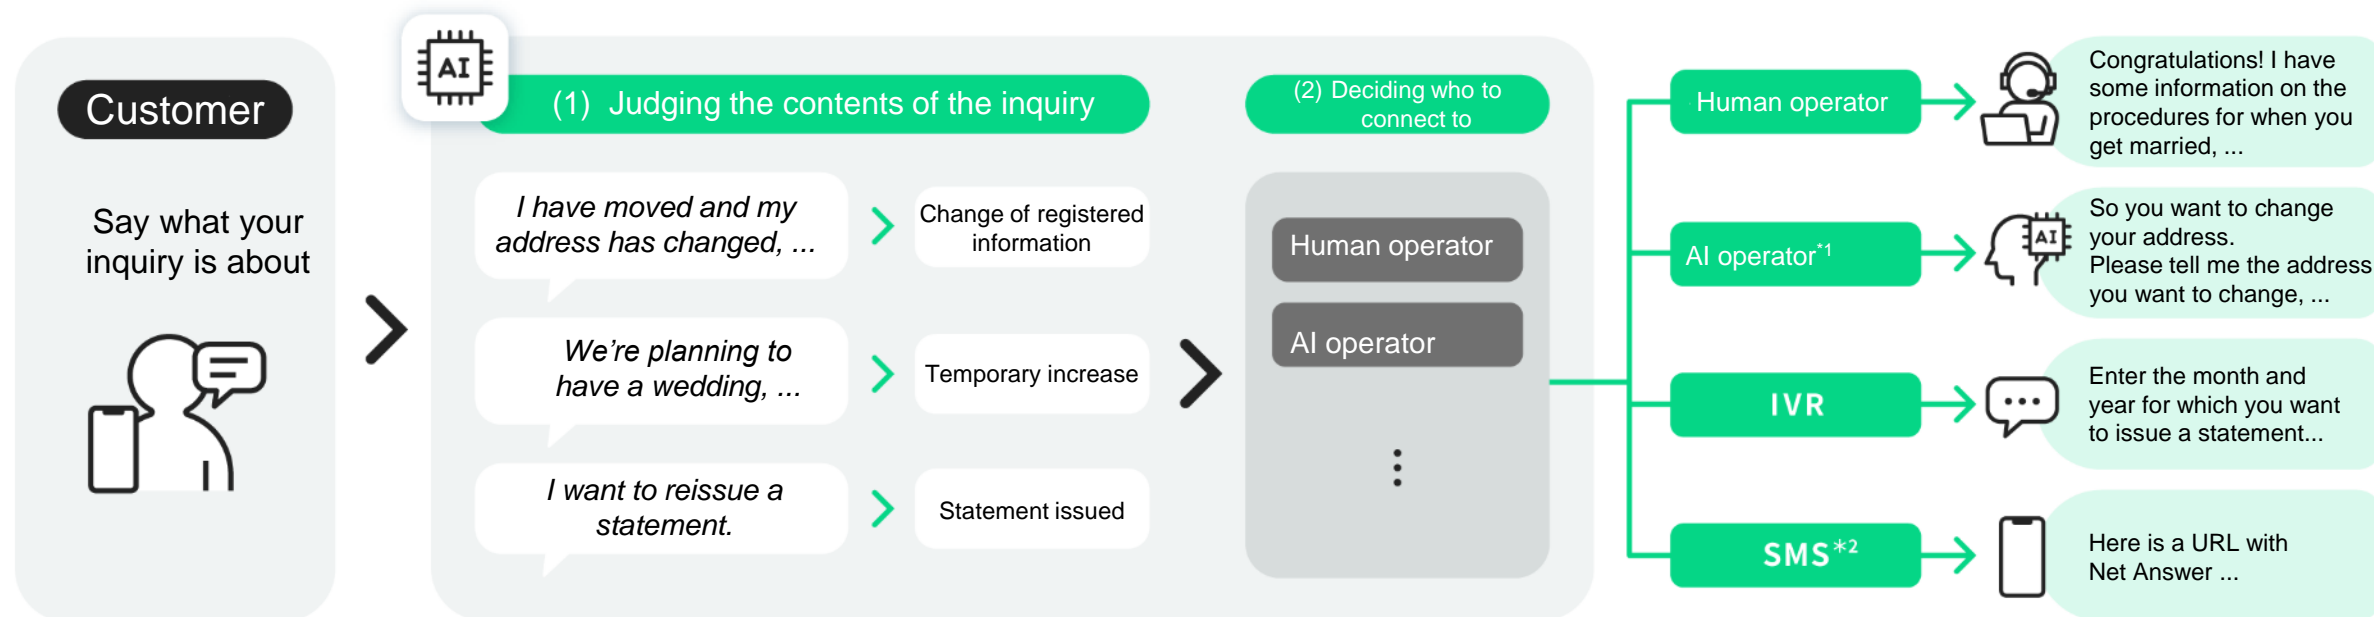 Customer
Say what your
inquiry is about
AI
(1) Judging the contents of the inquiry
I have moved and my
address has changed, ...
Change of registered
information
We're planning to
have a wedding, ...
Temporary increase
I want to reissue a
statement.
Statement issued
(2) Deciding who to
connect to
Human operator
AI operator
Human operator
Congratulations! I have
some information on the
procedures for when you
get married, ...
AI operator*1
AI
So you want to change
your address.
Please tell me the address
you want to change, ...
IVR
Enter the month and
year for which you want
to issue a statement...
SMS*2
Here is a URL with
Net Answer ...